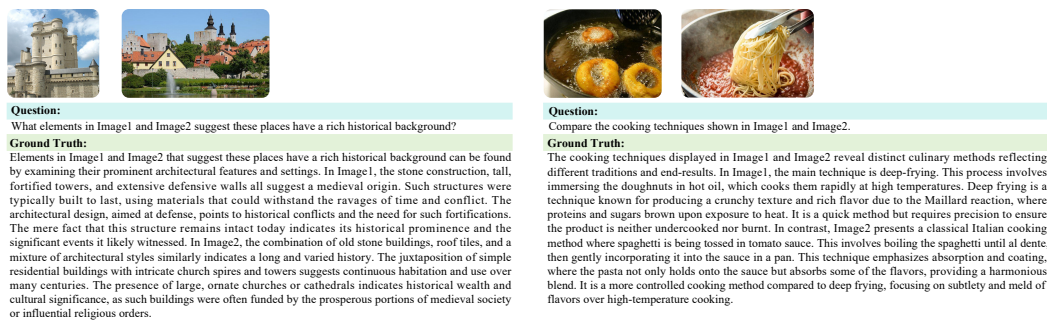 Question:
What elements in Image1 and Image2 suggest these places have a rich historical background?
Ground Truth:
Elements in Image1 and Image2 that suggest these places have a rich historical background can be found
by examining their prominent architectural features and settings. In Image1, the stone construction, tall,
fortified towers, and extensive defensive walls all suggest a medieval origin. Such structures were
typically built to last, using materials that could withstand the ravages of time and conflict. The
architectural design, aimed at defense, points to historical conflicts and the need for such fortifications.
The mere fact that this structure remains intact today indicates its historical prominence and the
significant events it likely witnessed. In Image2, the combination of old stone buildings, roof tiles, and a
mixture of architectural styles similarly indicates a long and varied history. The juxtaposition of simple
residential buildings with intricate church spires and towers suggests continuous habitation and use over
many centuries. The presence of large, ornate churches or cathedrals indicates historical wealth and
cultural significance, as such buildings were often funded by the prosperous portions of medieval society
or influential religious orders.
Question:
Compare the cooking techniques shown in Image1 and Image2.
Ground Truth:
The cooking techniques displayed in Image1 and Image2 reveal distinct culinary methods reflecting
different traditions and end-results. In Image1, the main technique is deep-frying. This process involves
immersing the doughnuts in hot oil, which cooks them rapidly at high temperatures. Deep frying is a
technique known for producing a crunchy texture and rich flavor due to the Maillard reaction, where
proteins and sugars brown upon exposure to heat. It is a quick method but requires precision to ensure
the product is neither undercooked nor burnt. In contrast, Image2 presents a classical Italian cooking
method where spaghetti is being tossed in tomato sauce. This involves boiling the spaghetti until al dente,
then gently incorporating it into the sauce in a pan. This technique emphasizes absorption and coating,
where the pasta not only holds onto the sauce but absorbs some of the flavors, providing a harmonious
blend. It is a more controlled cooking method compared to deep frying, focusing on subtlety and meld of
flavors over high-temperature cooking.